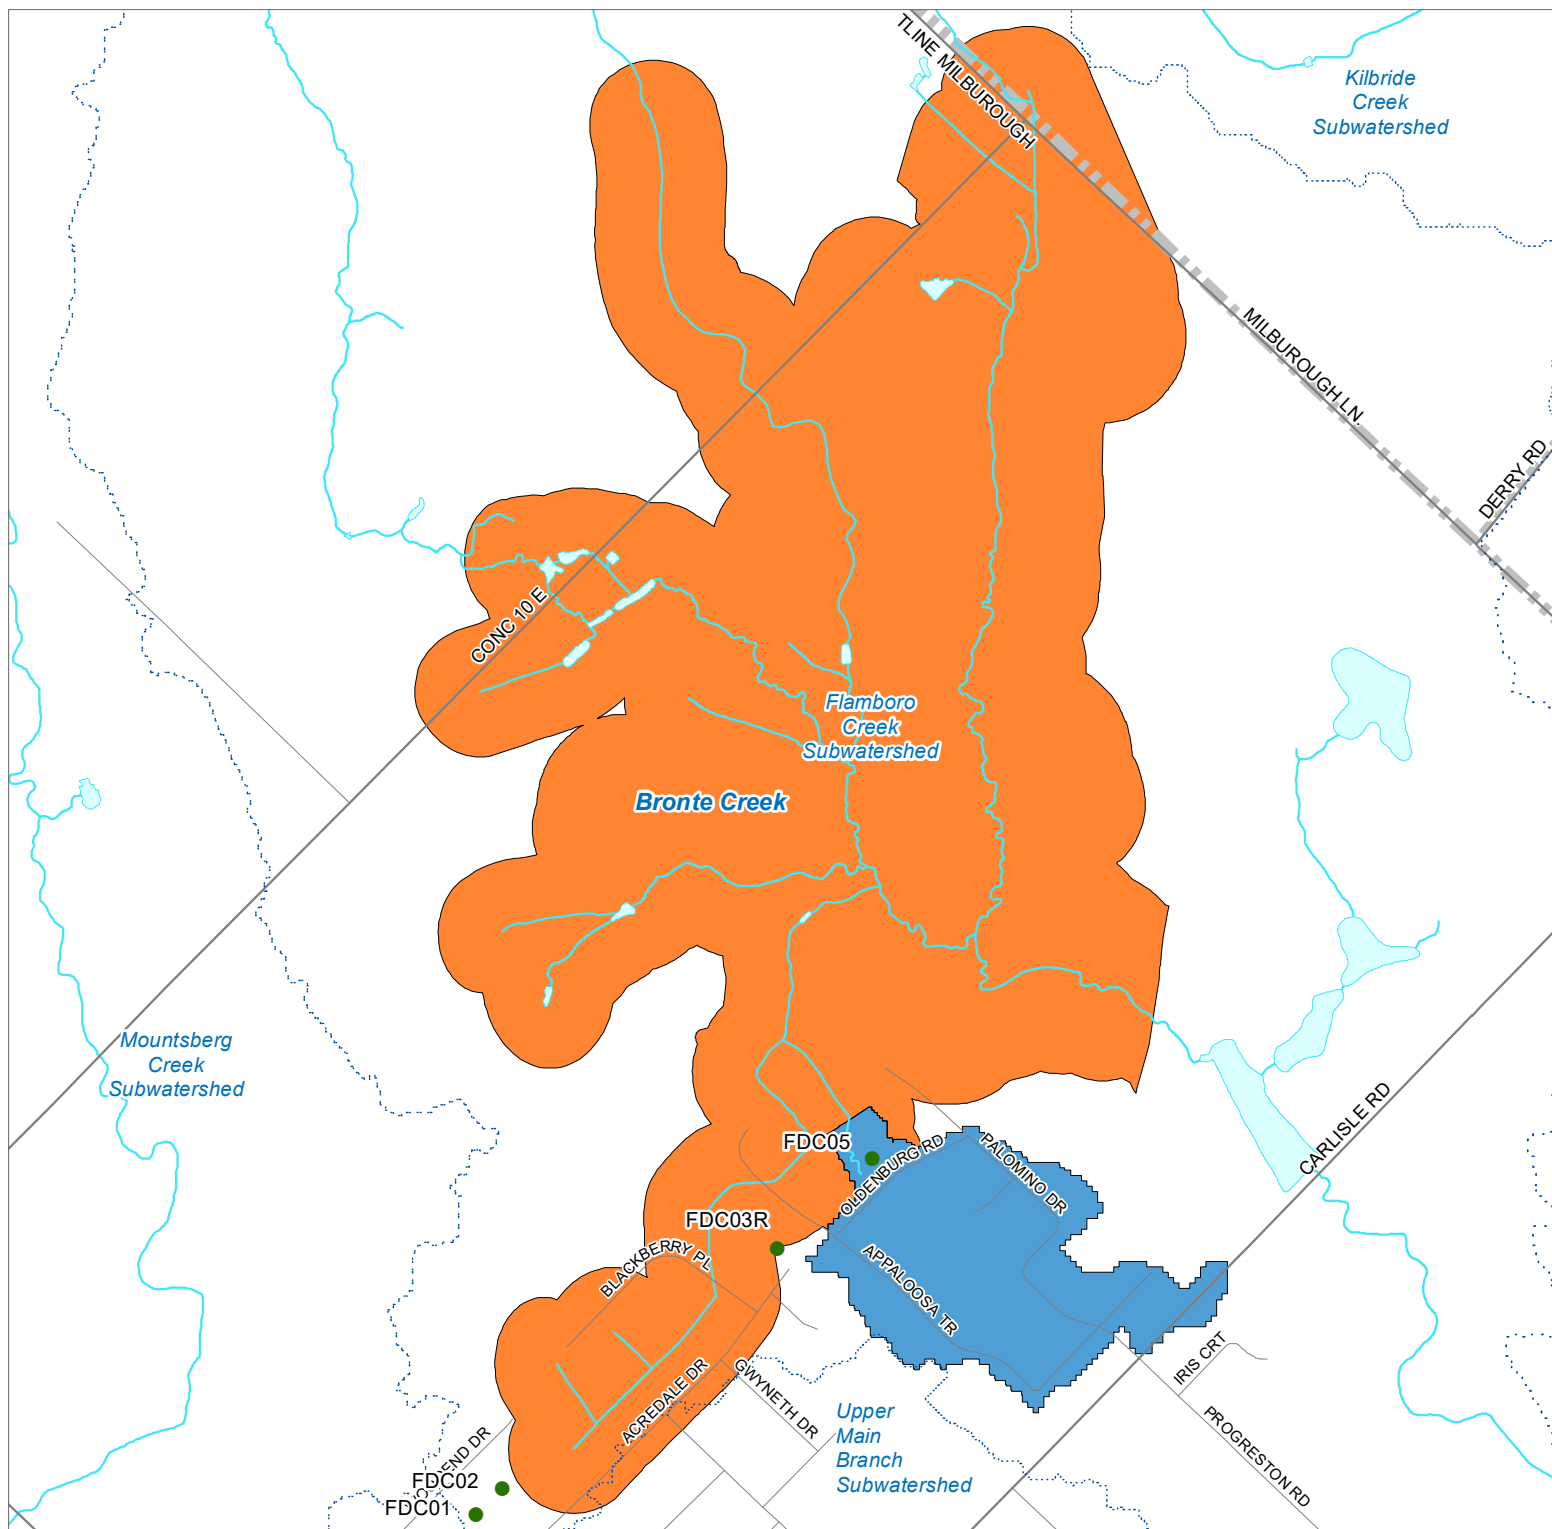 TLINE MILBOROUGH
Kilbride
Creek
Subwatershed
MILBOROUGH LN.
DERRY RD
CONC 10 E
Flamboro
Creek
Subwatershed
Bronte Creek
Mountsberg
Creek
Subwatershed
CARLISLE RD
FDC05
OLDENBURG RD
PALOMINO DR
FDC03R
BLACKBERRY PL
APPALOOSA TR
ACREDALE DR
GWYNETH DR
IRIS CRT
PROGRESTON RD
Upper
Main
Branch
Subwatershed
FDC02
FDC01